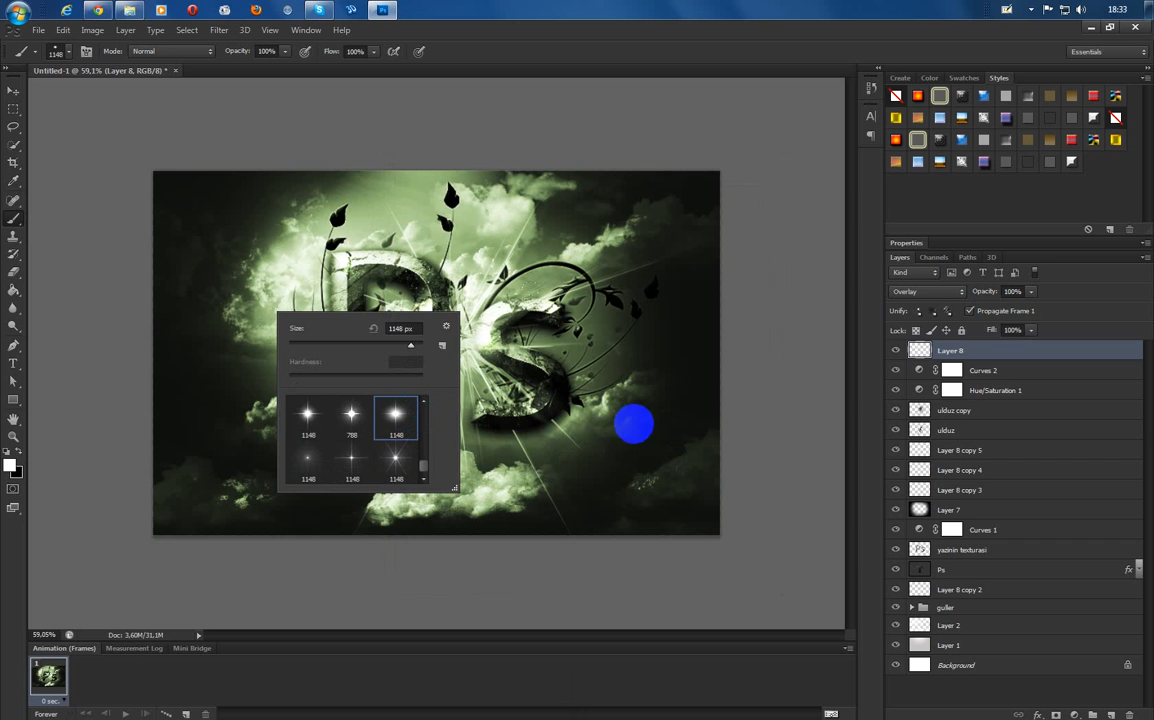 18:33
File Edit Image Layer Type Select Filter 3D View Window Help
1148 Mode: Normal Opacity: 100% Flow: 100% Essentials
Untitled-1 @ 59,1% (Layer 8, RGB/8) * ×
Create Color Swatches Styles
Properties
Layers Channels Paths 3D
Kind
Overlay Opacity: 100%
Unify: Propagate Frame 1
Lock: Fill: 100%
Layer 8
Curves 2
Hue/Saturation 1
ulduz copy
ulduz
Layer 8 copy 5
Layer 8 copy 4
Layer 8 copy 3
Layer 7
Curves 1
yazinin texturasi
Ps fx
Layer 8 copy 2
guller
Layer 2
Layer 1
Background
Size: 1148 px
Hardness:
1148 788 1148
1148 1148 1148
59,05% Doc: 3,60M/31,1M
Animation (Frames) Measurement Log Mini Bridge
1
0 sec.
Forever